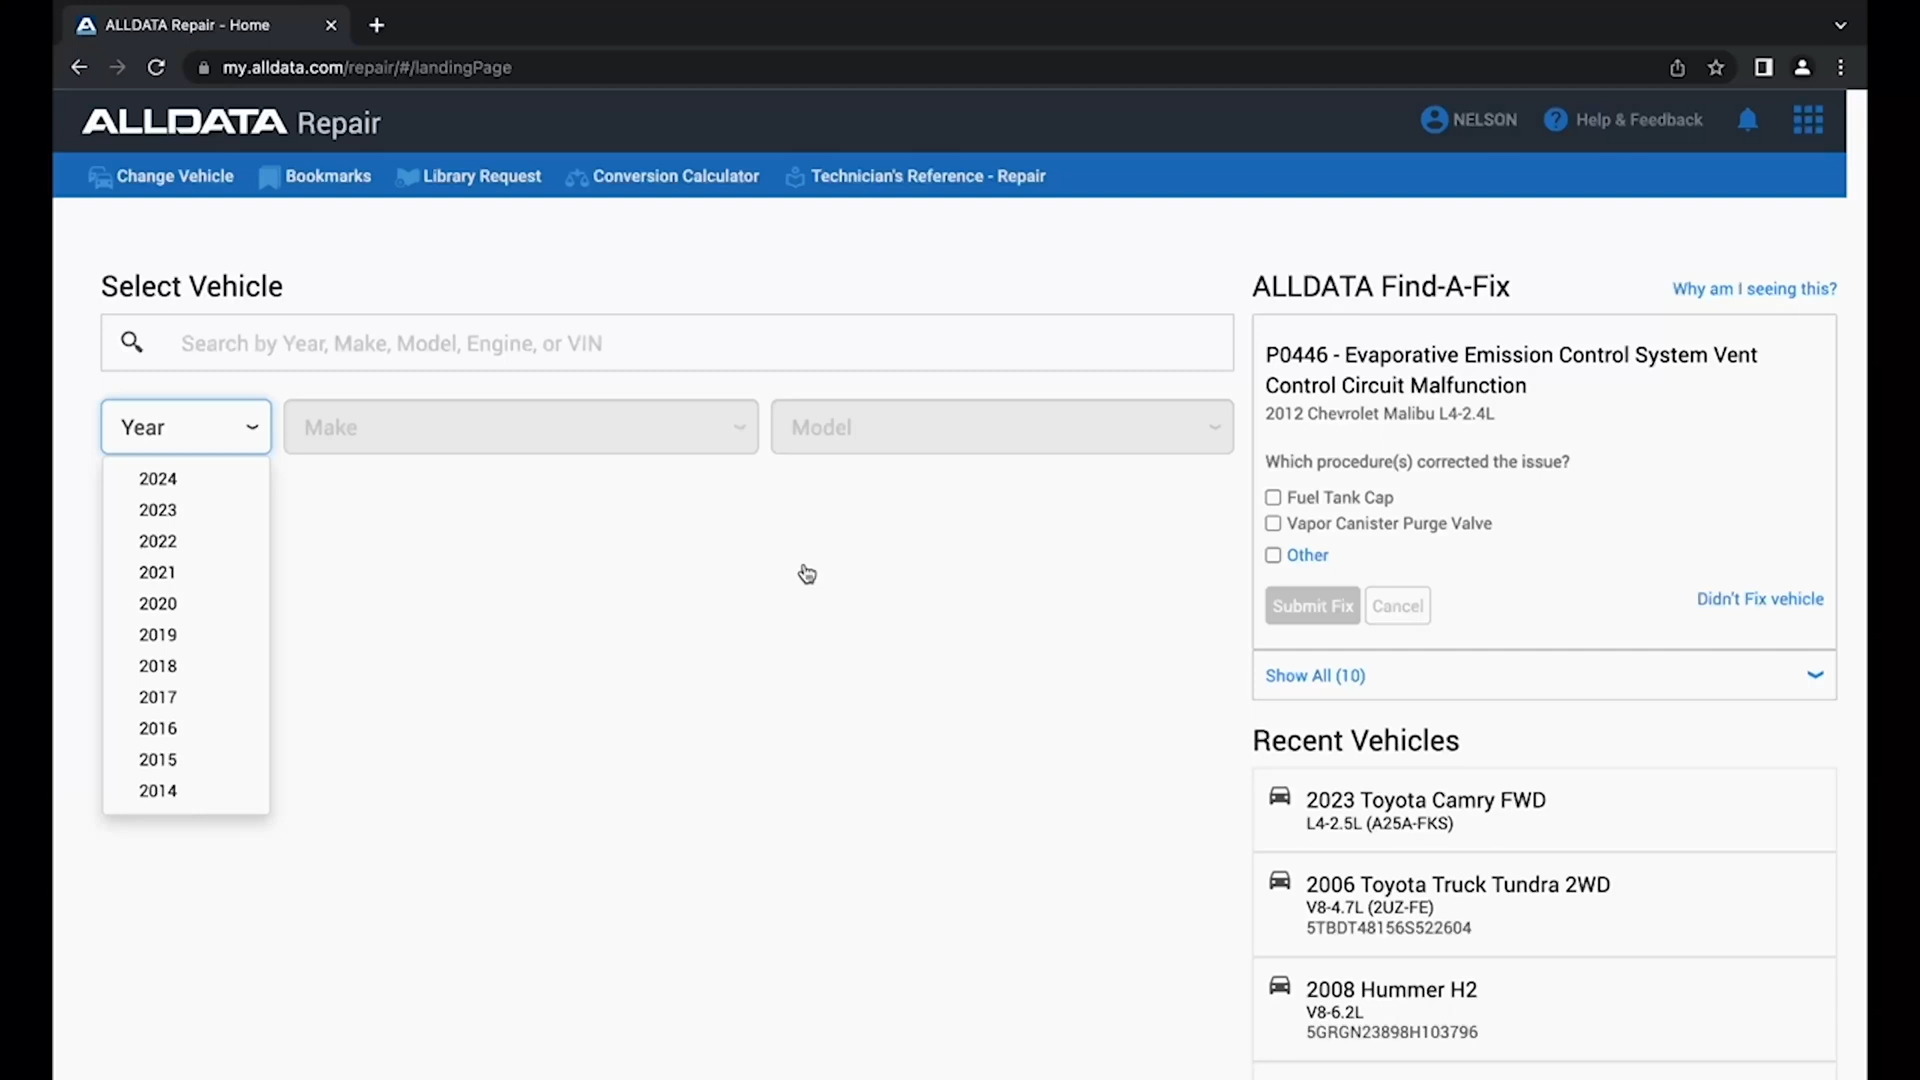 ALLDATA Repair - Home
my.alldata.com/repair/#/landingPage
ALLDATA Repair
NELSON
Help & Feedback
Change Vehicle
Bookmarks
Library Request
Conversion Calculator
Technician's Reference - Repair
Select Vehicle
Search by Year, Make, Model, Engine, or VIN
Year
Make
Model
2024
2023
2022
2021
2020
2019
2018
2017
2016
2015
2014
ALLDATA Find-A-Fix
Why am I seeing this?
P0446 - Evaporative Emission Control System Vent
Control Circuit Malfunction
2012 Chevrolet Malibu L4-2.4L
Which procedure(s) corrected the issue?
Fuel Tank Cap
Vapor Canister Purge Valve
Other
Submit Fix
Cancel
Didn't Fix vehicle
Show All (10)
Recent Vehicles
2023 Toyota Camry FWD
L4-2.5L (A25A-FKS)
2006 Toyota Truck Tundra 2WD
V8-4.7L (2UZ-FE)
5TBDT48156S522604
2008 Hummer H2
V8-6.2L
5GRGN23898H103796